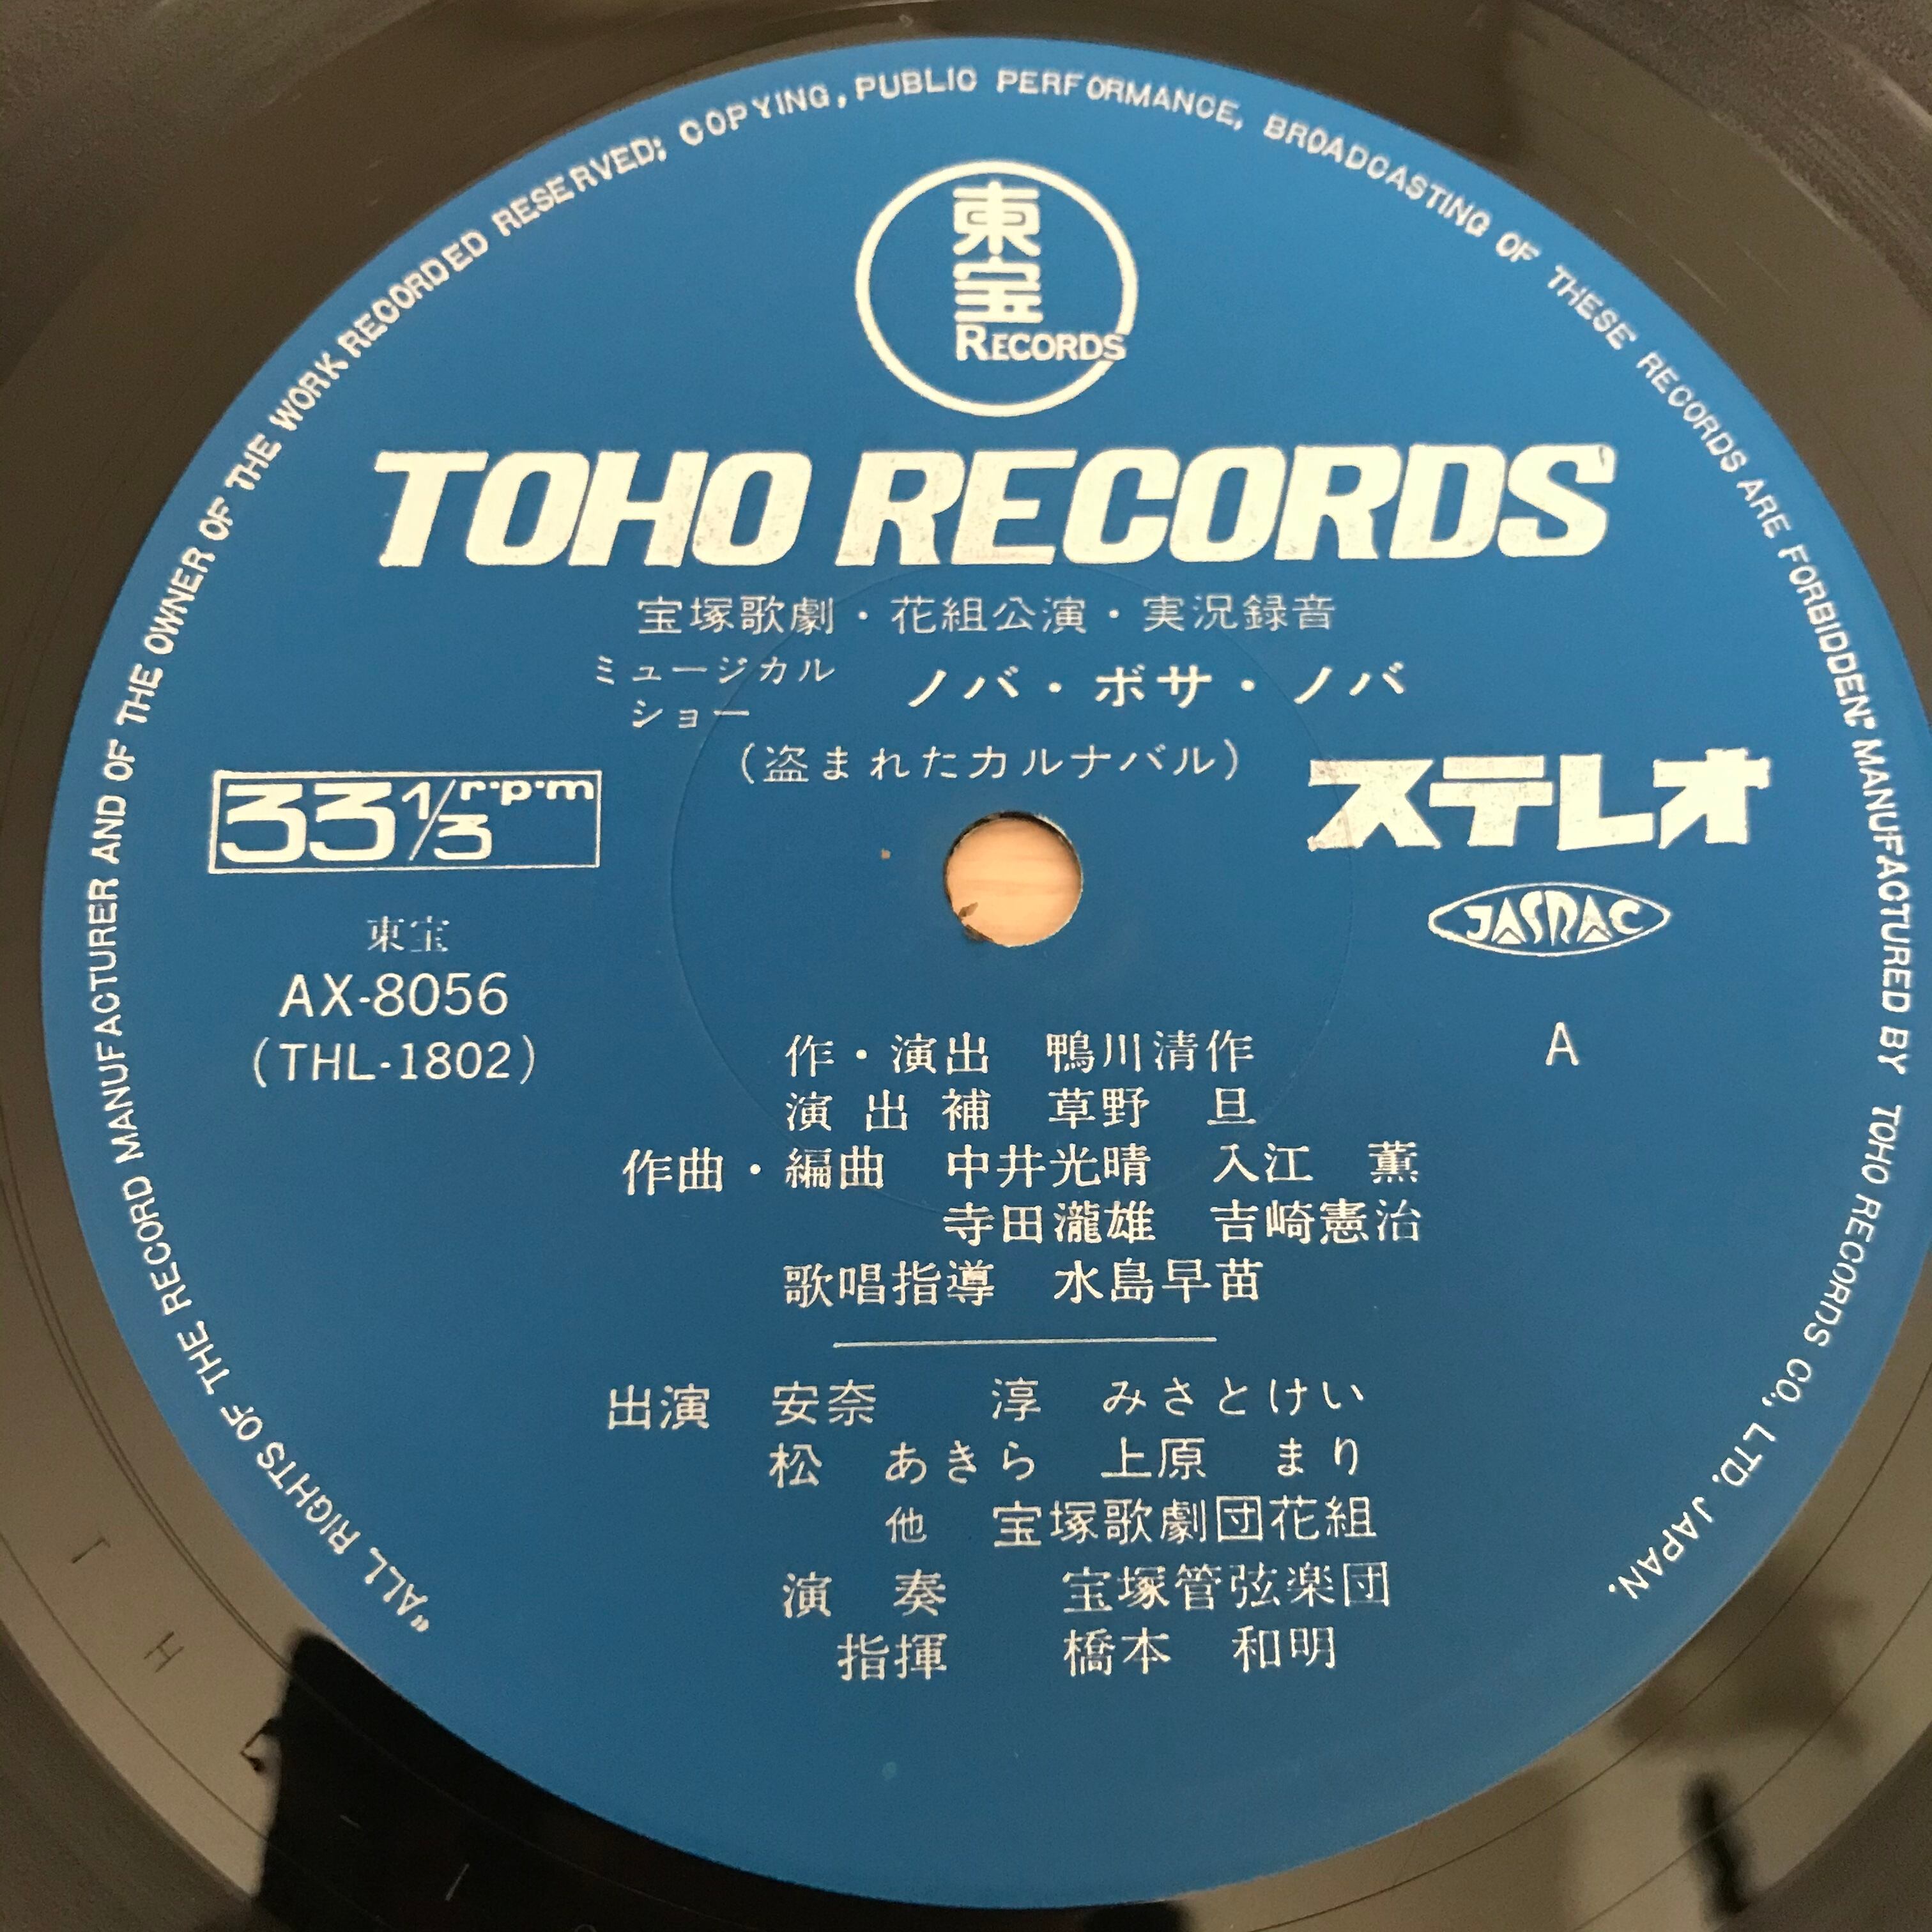 "ALL RIGHTS OF THE RECORD MANUFACTURER AND OF THE OWNER OF THE WORK RECORDED RESERVED; COPYING, PUBLIC PERFORMANCE, BROADCASTING OF THESE RECORDS ARE FORBIDDEN." MANUFACTURED BY TOHO RECORDS CO., LTD. JAPAN.
東宝
RECORDS
TOHO RECORDS
宝塚歌劇・花組公演・実況録音
ミュージカル
ショー
ノバ・ボサ・ノバ
(盗まれたカルナバル)
33 1/3 r.p.m
ステレオ
JASRAC
東宝
AX-8056
(THL-1802)
A
作・演出 鴨川清作
演出補 草野 旦
作曲・編曲 中井光晴 入江 薫
寺田瀧雄 吉崎憲治
歌唱指導 水島早苗
出演 安奈 淳 みさとけい
松 あきら 上原 まり
他 宝塚歌劇団花組
演奏 宝塚管弦楽団
指揮 橋本 和明